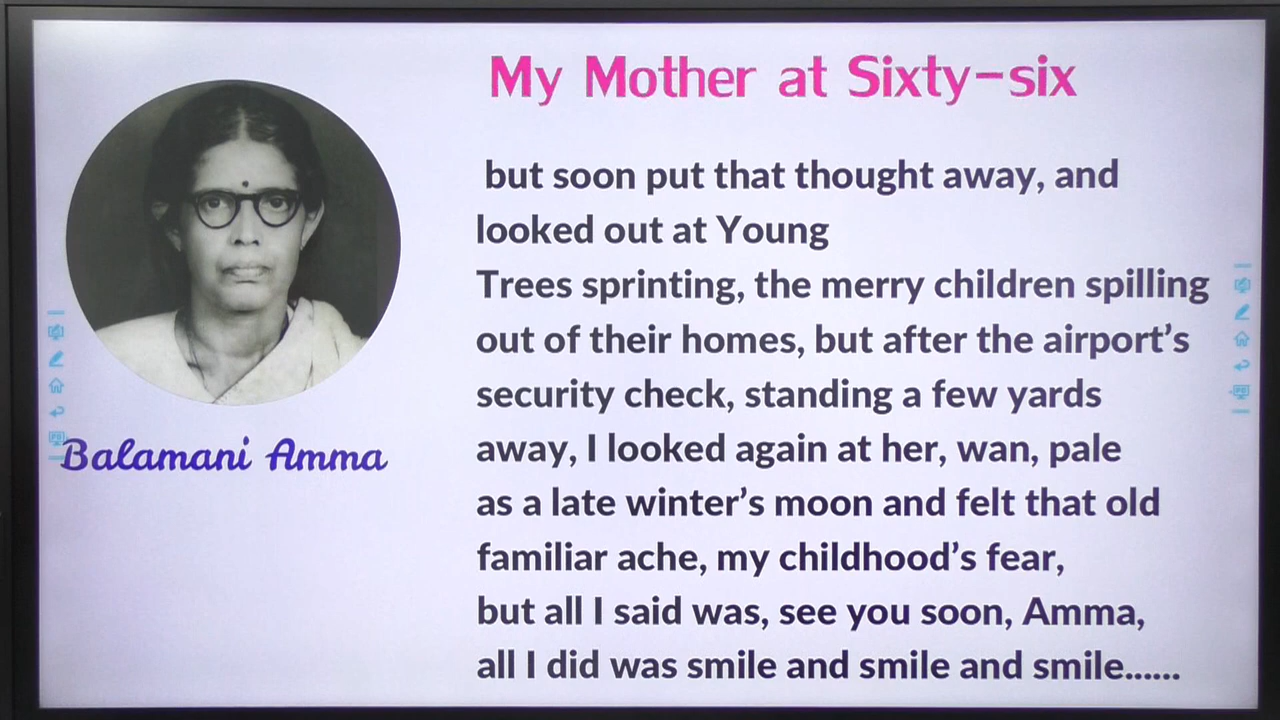 My Mother at Sixty-six
but soon put that thought away, and
looked out at Young
Trees sprinting, the merry children spilling
out of their homes, but after the airport's
security check, standing a few yards
away, I looked again at her, wan, pale
as a late winter's moon and felt that old
familiar ache, my childhood's fear,
but all I said was, see you soon, Amma,
all I did was smile and smile and smile......
Balamani Amma